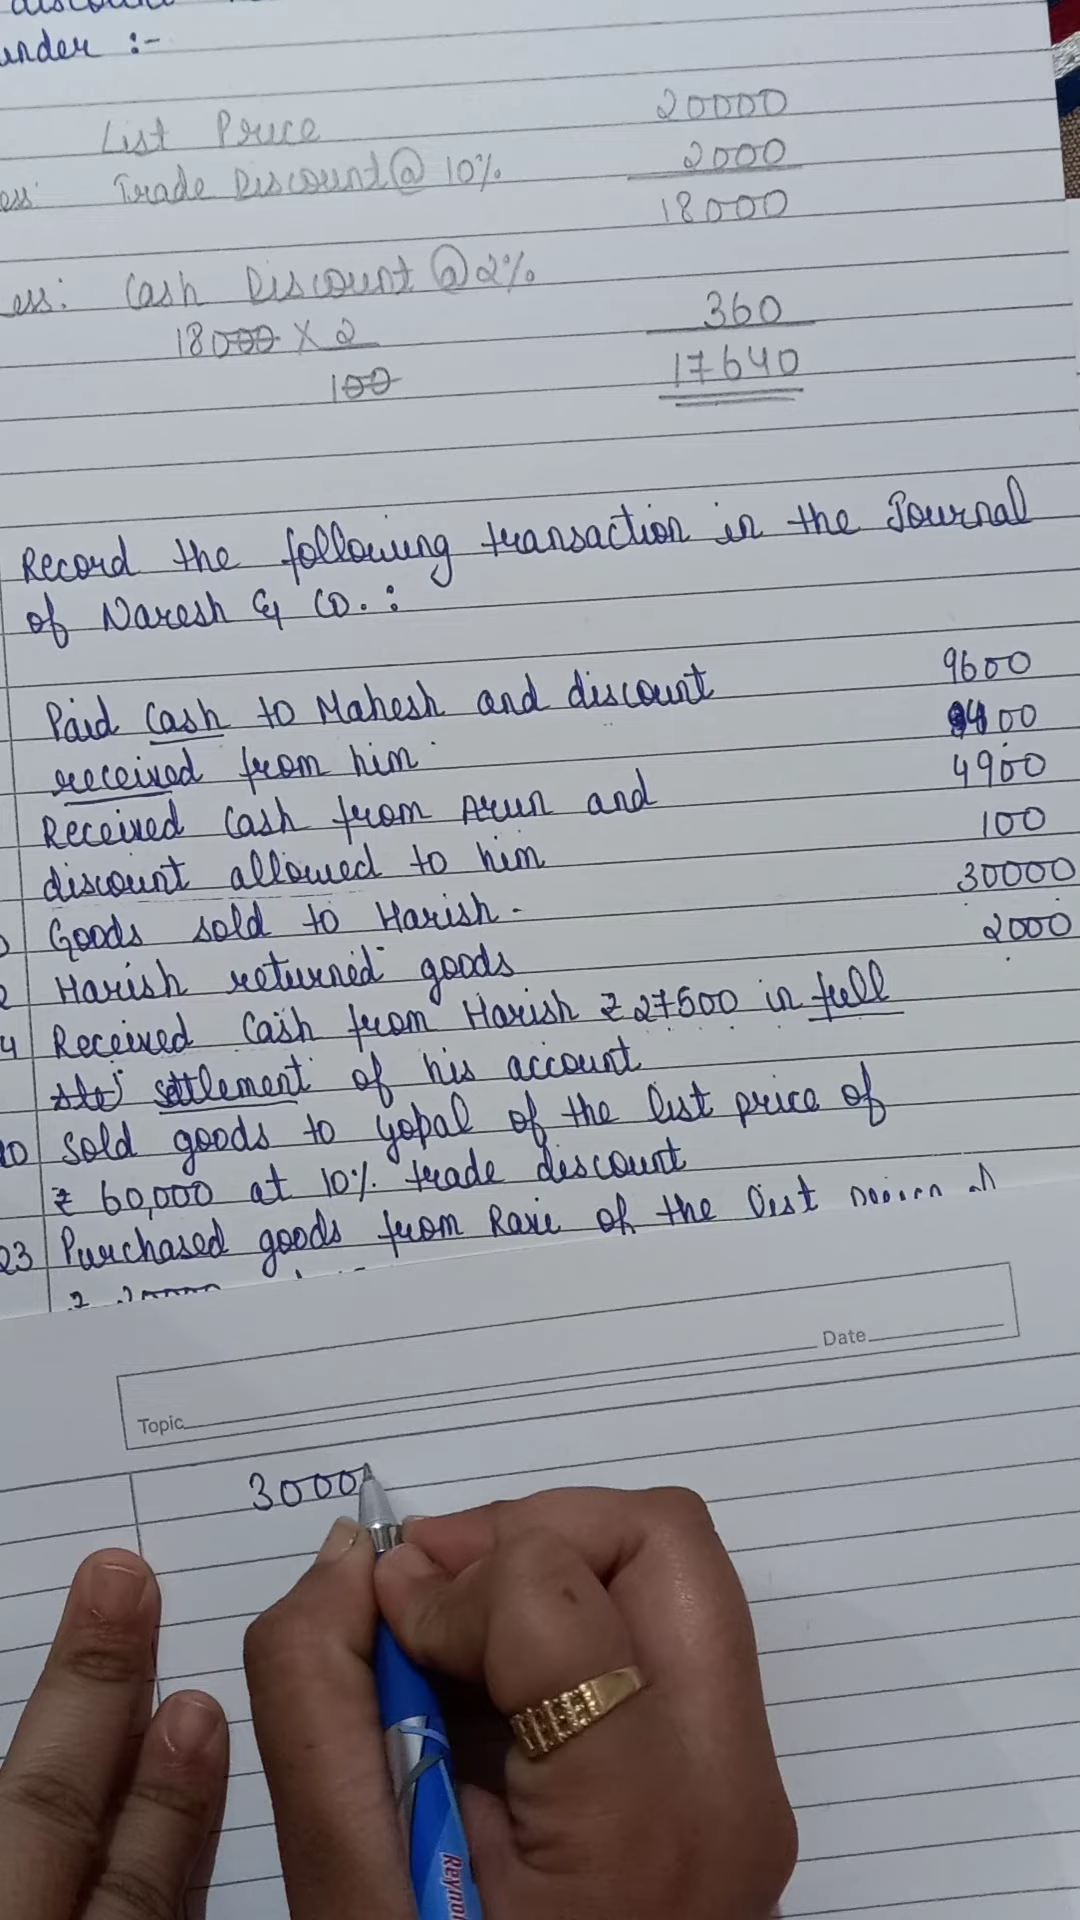 under :-
List Price 20000
ess: Trade Discount @ 10% 2000
18000
ess: Cash Discount @ 2%
18000 X 2 360
100 17640
Record the following transaction in the Journal
of Naresh & CO. :
Paid Cash to Mahesh and discount 9600
received from him. 400
Received Cash from Arun and 4900
discount allowed to him 100
Goods sold to Harish. 30000
Harish returned goods 2000
4 Received Cash from Harish ₹ 27500 in full
settlement of his account
10 Sold goods to Gopal of the list price of
₹ 60,000 at 10% trade discount
23 Purchased goods from Ravi of the list
Date
Topic
3000
Reyno